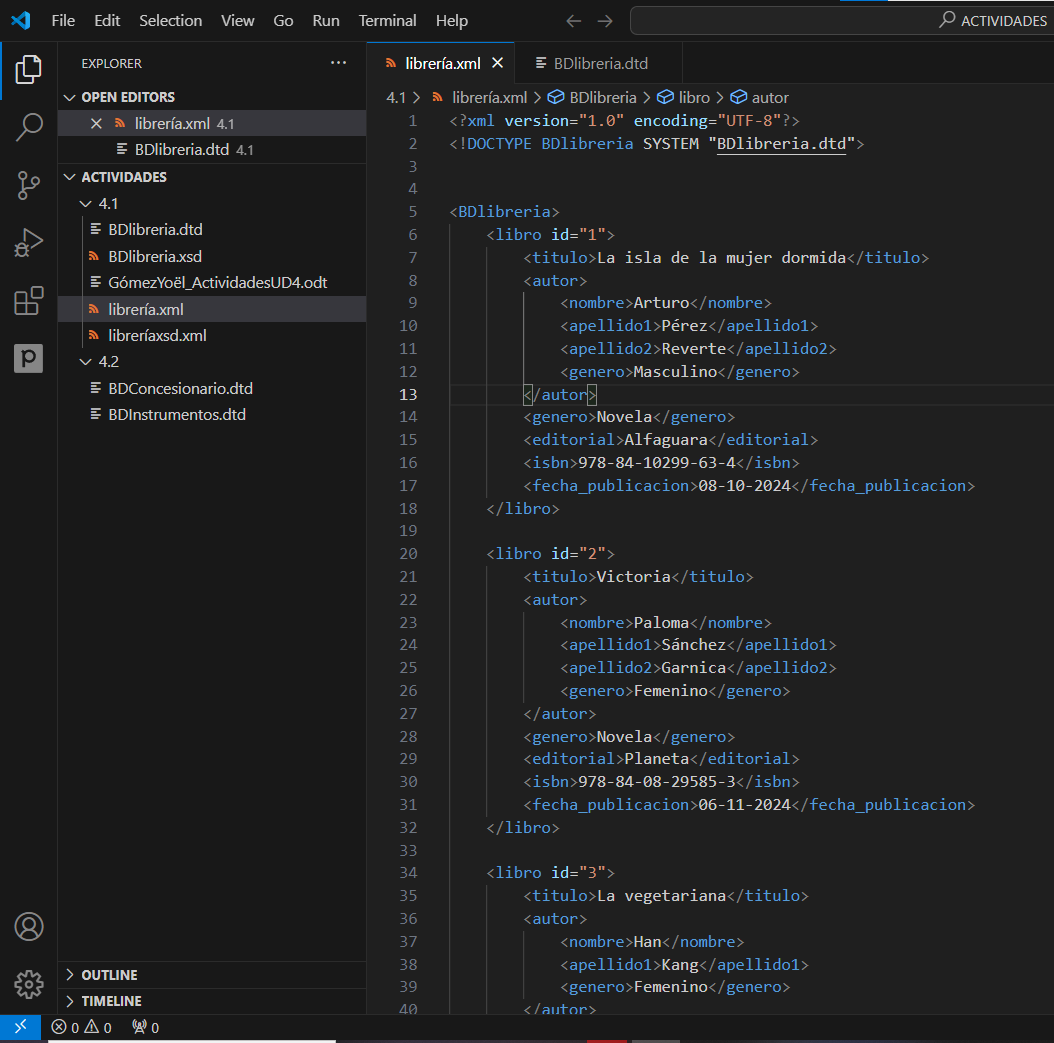 File Edit Selection View Go Run Terminal Help
ACTIVIDADES
EXPLORER
OPEN EDITORS
librería.xml 4.1
BDlibreria.dtd 4.1
ACTIVIDADES
4.1
BDlibreria.dtd
BDlibreria.xsd
GómezYoël_ActividadesUD4.odt
librería.xml
libreríaxsd.xml
4.2
BDConcesionario.dtd
BDInstrumentos.dtd
OUTLINE
TIMELINE
librería.xml
BDlibreria.dtd
4.1 > librería.xml > BDlibreria > libro > autor
1 <?xml version="1.0" encoding="UTF-8"?>
2 <!DOCTYPE BDlibreria SYSTEM "BDlibreria.dtd">
3
4
5 <BDlibreria>
6 <libro id="1">
7 <titulo>La isla de la mujer dormida</titulo>
8 <autor>
9 <nombre>Arturo</nombre>
10 <apellido1>Pérez</apellido1>
11 <apellido2>Reverte</apellido2>
12 <genero>Masculino</genero>
13 </autor>
14 <genero>Novela</genero>
15 <editorial>Alfaguara</editorial>
16 <isbn>978-84-10299-63-4</isbn>
17 <fecha_publicacion>08-10-2024</fecha_publicacion>
18 </libro>
19
20 <libro id="2">
21 <titulo>Victoria</titulo>
22 <autor>
23 <nombre>Paloma</nombre>
24 <apellido1>Sánchez</apellido1>
25 <apellido2>Garnica</apellido2>
26 <genero>Femenino</genero>
27 </autor>
28 <genero>Novela</genero>
29 <editorial>Planeta</editorial>
30 <isbn>978-84-08-29585-3</isbn>
31 <fecha_publicacion>06-11-2024</fecha_publicacion>
32 </libro>
33
34 <libro id="3">
35 <titulo>La vegetariana</titulo>
36 <autor>
37 <nombre>Han</nombre>
38 <apellido1>Kang</apellido1>
39 <genero>Femenino</genero>
40 </autor>
0 0 0